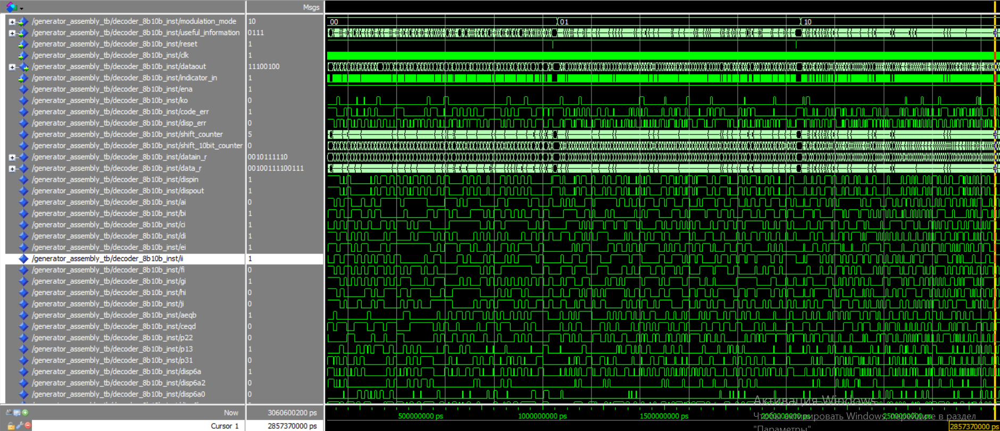 Msgs
/generator_assembly_tb/decoder_8b10b_inst/modulation_mode 10 00 01 10
/generator_assembly_tb/decoder_8b10b_inst/useful_information 0111
/generator_assembly_tb/decoder_8b10b_inst/reset 1
/generator_assembly_tb/decoder_8b10b_inst/clk 1
/generator_assembly_tb/decoder_8b10b_inst/dataout 11100100
/generator_assembly_tb/decoder_8b10b_inst/indicator_in 1
/generator_assembly_tb/decoder_8b10b_inst/ena 1
/generator_assembly_tb/decoder_8b10b_inst/ko 0
/generator_assembly_tb/decoder_8b10b_inst/code_err 1
/generator_assembly_tb/decoder_8b10b_inst/disp_err 0
/generator_assembly_tb/decoder_8b10b_inst/shift_counter 5
/generator_assembly_tb/decoder_8b10b_inst/shift_10bit_counter 0
/generator_assembly_tb/decoder_8b10b_inst/datain_r 0010111110
/generator_assembly_tb/decoder_8b10b_inst/data_r 00100111100111
/generator_assembly_tb/decoder_8b10b_inst/dispin 1
/generator_assembly_tb/decoder_8b10b_inst/dispout 1
/generator_assembly_tb/decoder_8b10b_inst/ai 0
/generator_assembly_tb/decoder_8b10b_inst/bi 1
/generator_assembly_tb/decoder_8b10b_inst/ci 1
/generator_assembly_tb/decoder_8b10b_inst/di 1
/generator_assembly_tb/decoder_8b10b_inst/ei 1
/generator_assembly_tb/decoder_8b10b_inst/ii 1
/generator_assembly_tb/decoder_8b10b_inst/fi 0
/generator_assembly_tb/decoder_8b10b_inst/gi 1
/generator_assembly_tb/decoder_8b10b_inst/hi 0
/generator_assembly_tb/decoder_8b10b_inst/ji 0
/generator_assembly_tb/decoder_8b10b_inst/aeqb 1
/generator_assembly_tb/decoder_8b10b_inst/ceqd 0
/generator_assembly_tb/decoder_8b10b_inst/p22 0
/generator_assembly_tb/decoder_8b10b_inst/p13 1
/generator_assembly_tb/decoder_8b10b_inst/p31 0
/generator_assembly_tb/decoder_8b10b_inst/disp6a 1
/generator_assembly_tb/decoder_8b10b_inst/disp6a2 0
/generator_assembly_tb/decoder_8b10b_inst/disp6a0 0
Активация Windows
Now 3060600200 ps 500000000 ps 1000000000 ps 1500000000 ps 2000000000 ps 2500000000 ps
Чтобы активировать Windows, перейдите в раздел
Cursor 1 2857370000 ps 2857370000 ps
"Параметры"